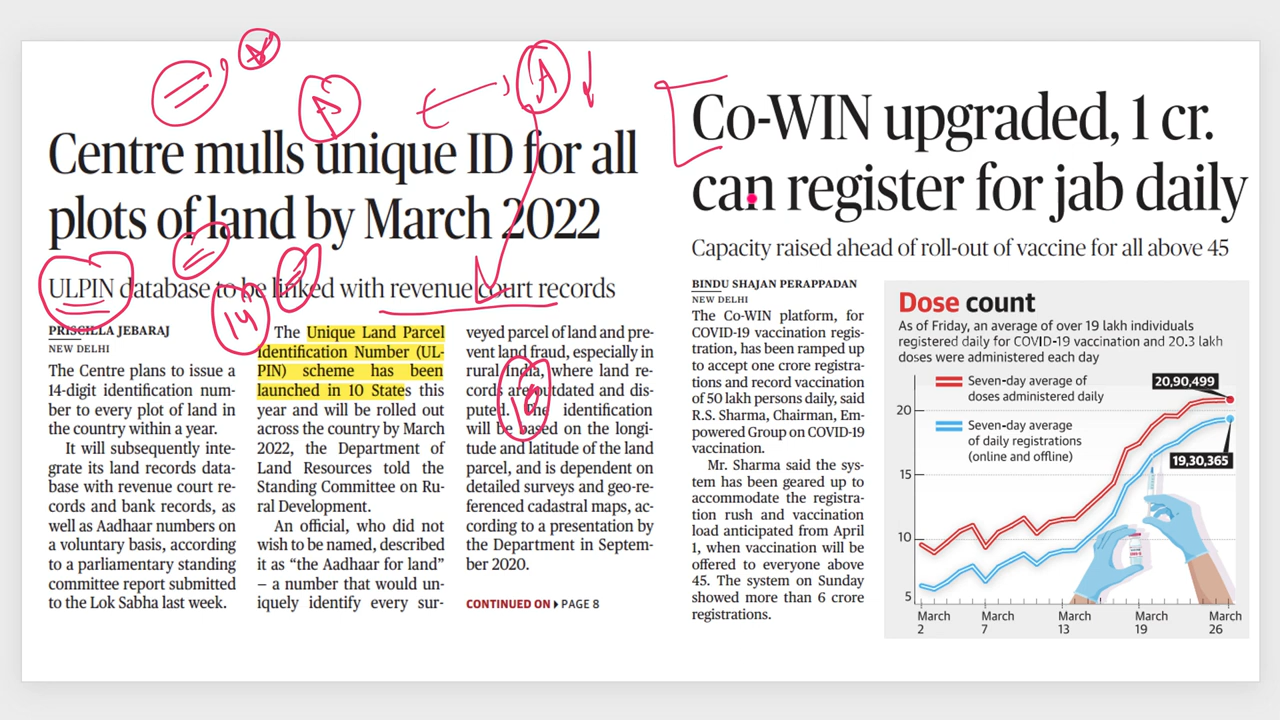 Centre mulls unique ID for all
plots of land by March 2022
ULPIN database to be linked with revenue court records
PRISCILLA JEBARAJ
NEW DELHI
The Centre plans to issue a
14-digit identification num-
ber to every plot of land in
the country within a year.
It will subsequently inte-
grate its land records data-
base with revenue court re-
cords and bank records, as
well as Aadhaar numbers on
a voluntary basis, according
to a parliamentary standing
committee report submitted
to the Lok Sabha last week.
The Unique Land Parcel
Identification Number (UL-
PIN) scheme has been
launched in 10 States this
year and will be rolled out
across the country by March
2022, the Department of
Land Resources told the
Standing Committee on Ru-
ral Development.
An official, who did not
wish to be named, described
it as “the Aadhaar for land”
– a number that would un-
iquely identify every sur-
veyed parcel of land and pre-
vent land fraud, especially in
rural India, where land re-
cords are outdated and dis-
puted. The identification
will be based on the longi-
tude and latitude of the land
parcel, and is dependent on
detailed surveys and geo-re-
ferenced cadastral maps, ac-
cording to a presentation by
the Department in Septem-
ber 2020.
CONTINUED ON PAGE 8
A
A
14
10
Co-WIN upgraded, 1 cr.
can register for jab daily
Capacity raised ahead of roll-out of vaccine for all above 45
BINDU SHAJAN PERAPPADAN
NEW DELHI
The Co-WIN platform, for
COVID-19 vaccination regis-
tration, has been ramped up
to accept one crore registra-
tions and record vaccination
of 50 lakh persons daily, said
R.S. Sharma, Chairman, Em-
powered Group on COVID-19
vaccination.
Mr. Sharma said the sys-
tem has been geared up to
accommodate the registra-
tion rush and vaccination
load anticipated from April
1, when vaccination will be
offered to everyone above
45. The system on Sunday
showed more than 6 crore
registrations.
Dose count
As of Friday, an average of over 19 lakh individuals
registered daily for COVID-19 vaccination and 20.3 lakh
doses were administered each day
Seven-day average of
doses administered daily
Seven-day average
of daily registrations
(online and offline)
20,90,499
19,30,365
20
15
10
5
March 2
March 7
March 13
March 19
March 26